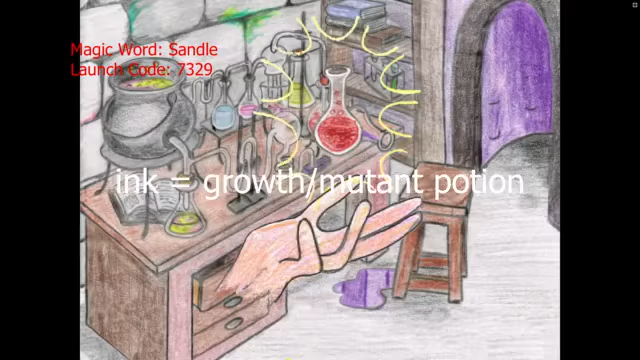 Magic Word: Sandle
Launch Code: 7329
ink = growth/mutant potion